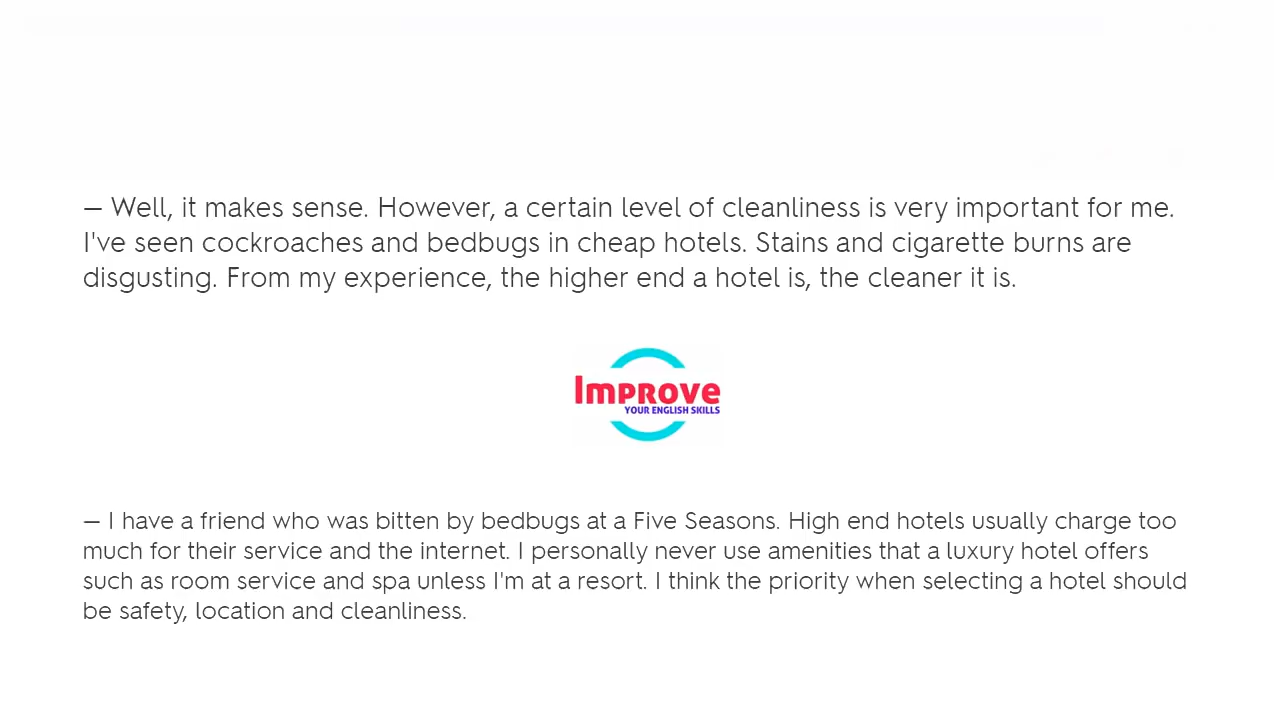 — Well, it makes sense. However, a certain level of cleanliness is very important for me.
I've seen cockroaches and bedbugs in cheap hotels. Stains and cigarette burns are
disgusting. From my experience, the higher end a hotel is, the cleaner it is.
Improve
YOUR ENGLISH SKILLS
— I have a friend who was bitten by bedbugs at a Five Seasons. High end hotels usually charge too
much for their service and the internet. I personally never use amenities that a luxury hotel offers
such as room service and spa unless I'm at a resort. I think the priority when selecting a hotel should
be safety, location and cleanliness.